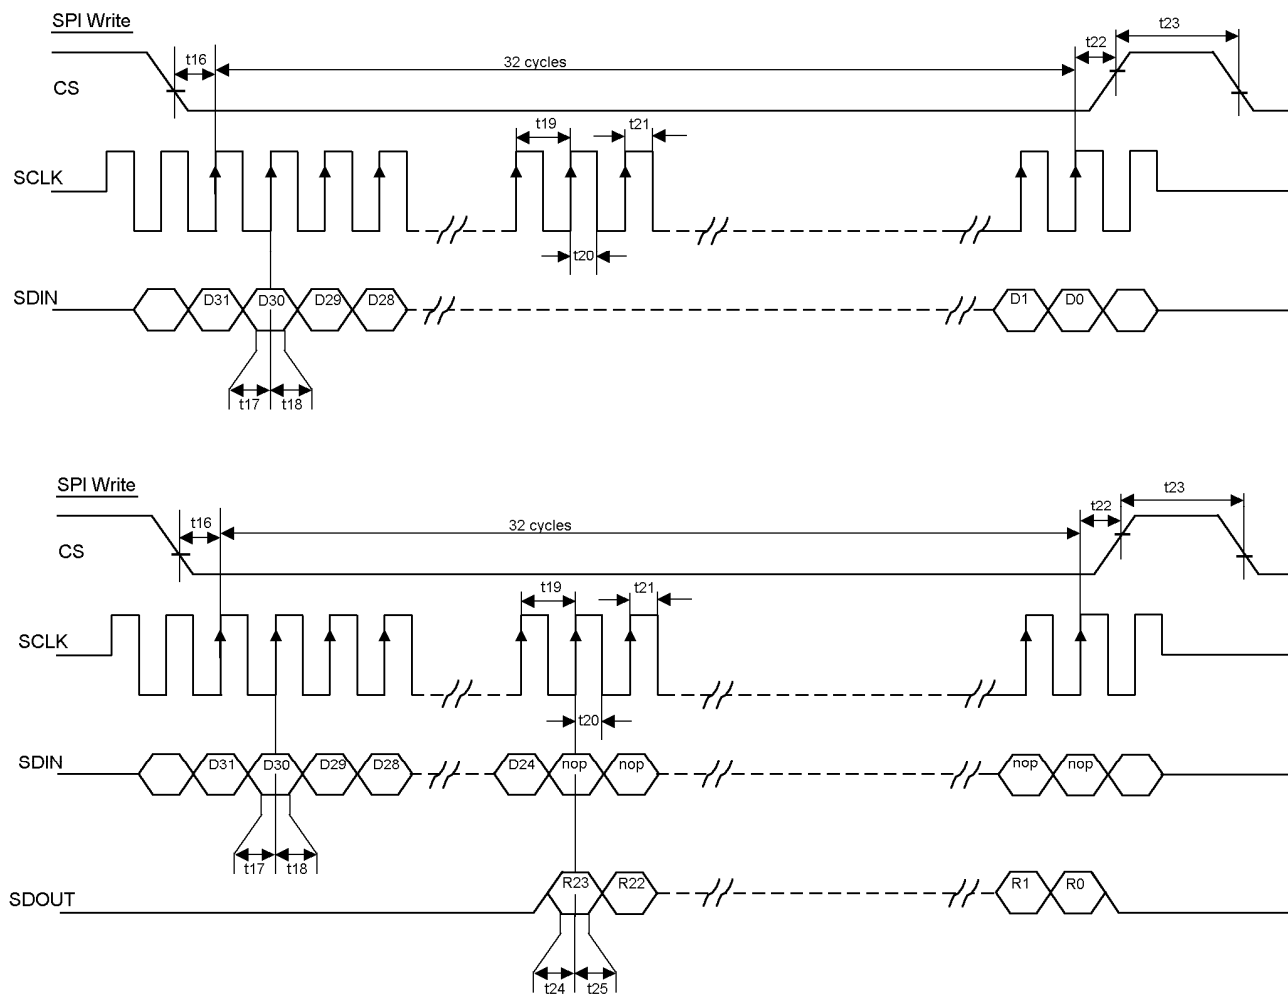 SPI Write
t23
t22
t16
32 cycles
CS
t19 t21
SCLK
t20
SDIN D31 D30 D29 D28 D1 D0
t17 t18
SPI Write
t23
t22
t16
32 cycles
CS
t19 t21
SCLK
t20
SDIN D31 D30 D29 D28 D24 nop nop nop nop
t17 t18
SDOUT R23 R22 R1 R0
t24 t25